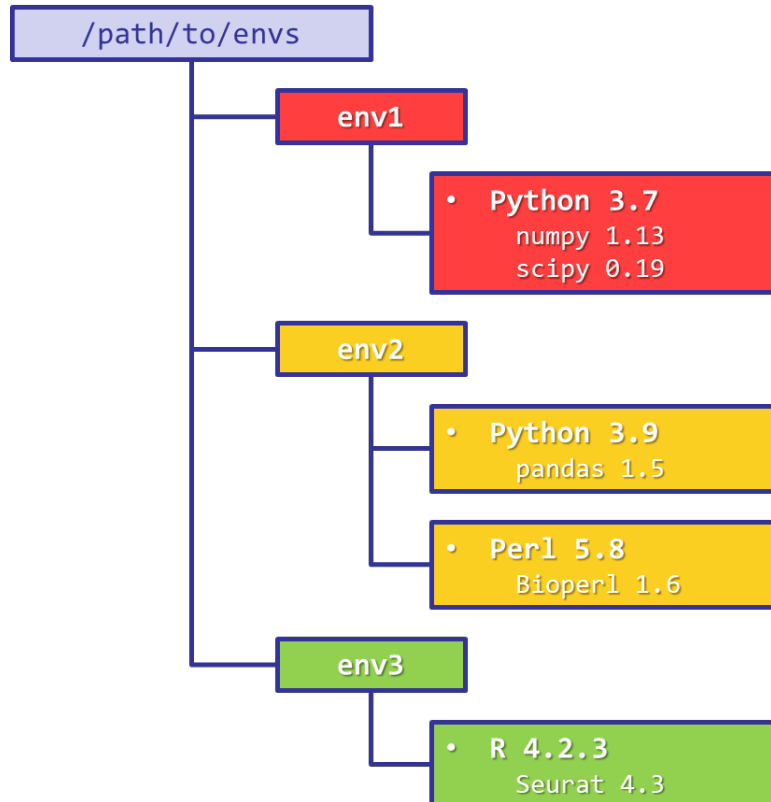 /path/to/envs
env1
• Python 3.7
numpy 1.13
scipy 0.19
env2
• Python 3.9
pandas 1.5
• Perl 5.8
Bioperl 1.6
env3
• R 4.2.3
Seurat 4.3